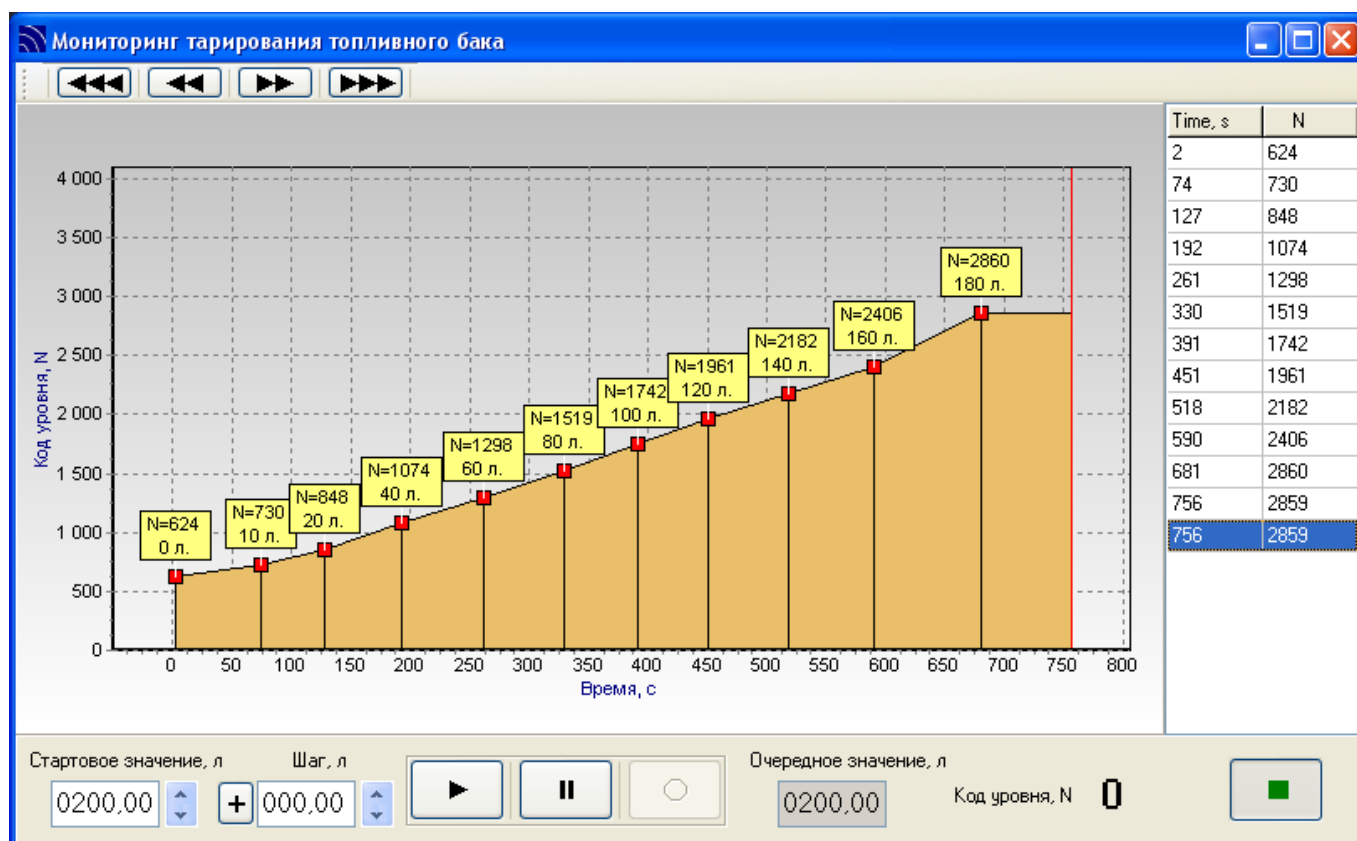 Мониторинг тарирования топливного бака
Time, s N
2 624
74 730
127 848
192 1074
261 1298
330 1519
391 1742
451 1961
518 2182
590 2406
681 2860
756 2859
756 2859
Код уровня, N
4 000
3 500
3 000
2 500
2 000
1 500
1 000
500
0
N=624
0 л.
N=730
10 л.
N=848
20 л.
N=1074
40 л.
N=1298
60 л.
N=1519
80 л.
N=1742
100 л.
N=1961
120 л.
N=2182
140 л.
N=2406
160 л.
N=2860
180 л.
0 50 100 150 200 250 300 350 400 450 500 550 600 650 700 750 800
Время, с
Стартовое значение, л Шаг, л Очередное значение, л
0200,00 + 000,00 0200,00 Код уровня, N 0